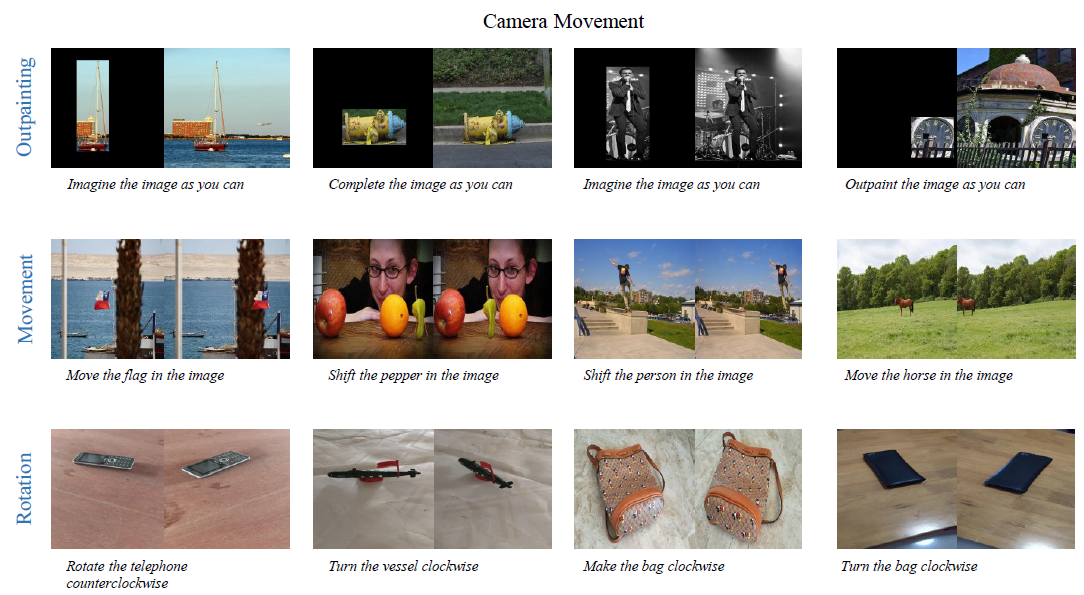 Camera Movement
Outpainting
Imagine the image as you can
Complete the image as you can
Imagine the image as you can
Outpaint the image as you can
Movement
Move the flag in the image
Shift the pepper in the image
Shift the person in the image
Move the horse in the image
Rotation
Rotate the telephone
counterclockwise
Turn the vessel clockwise
Make the bag clockwise
Turn the bag clockwise